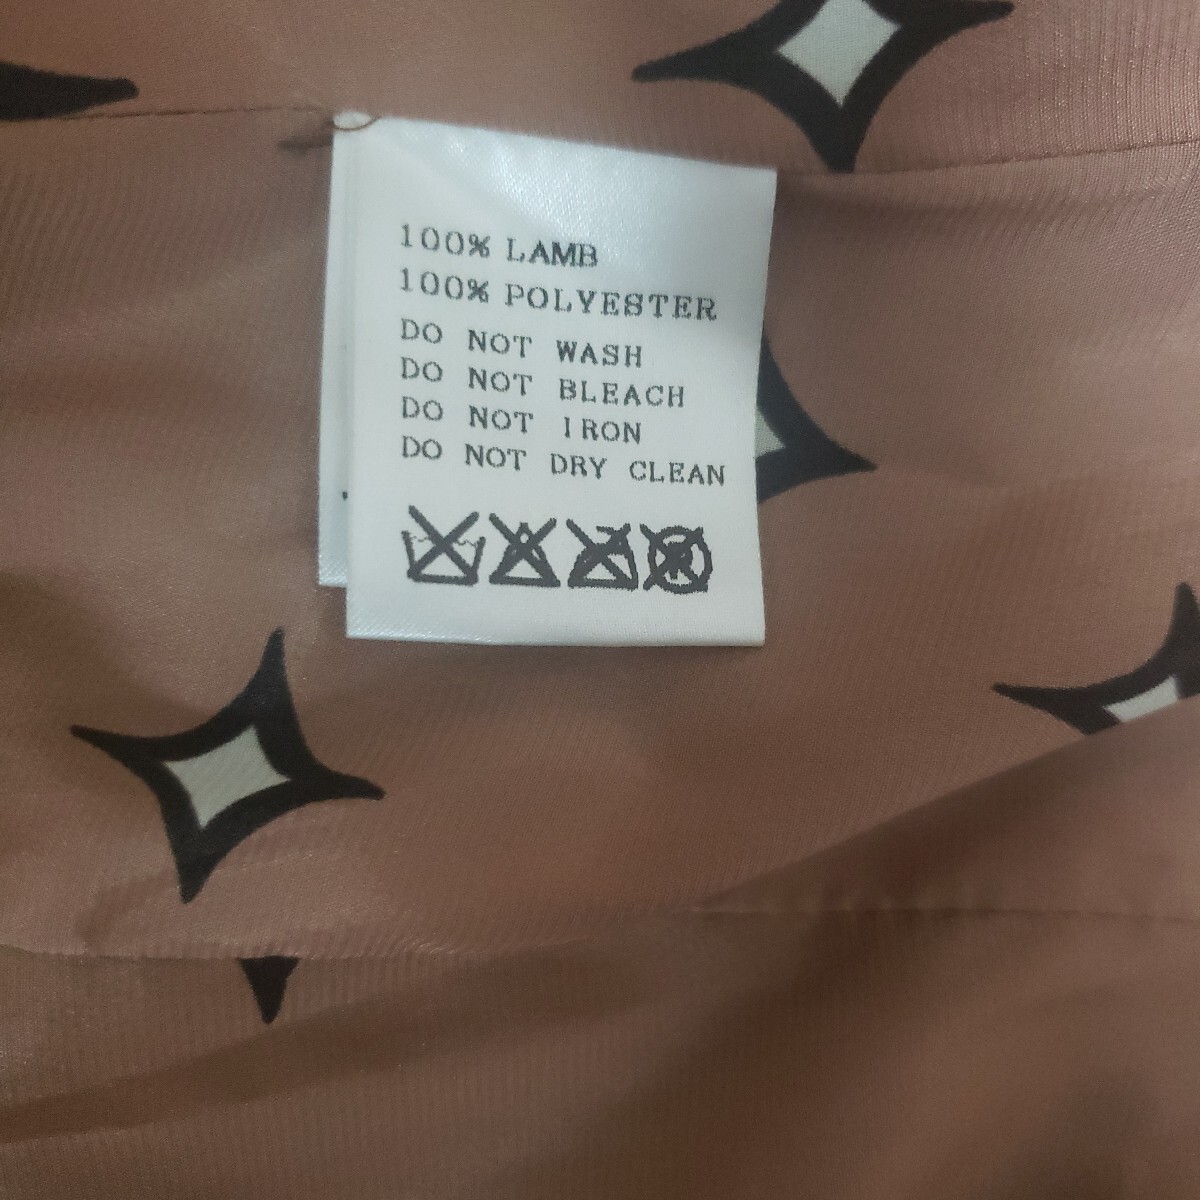 100% LAMB
100% POLYESTER
DO NOT WASH
DO NOT BLEACH
DO NOT IRON
DO NOT DRY CLEAN